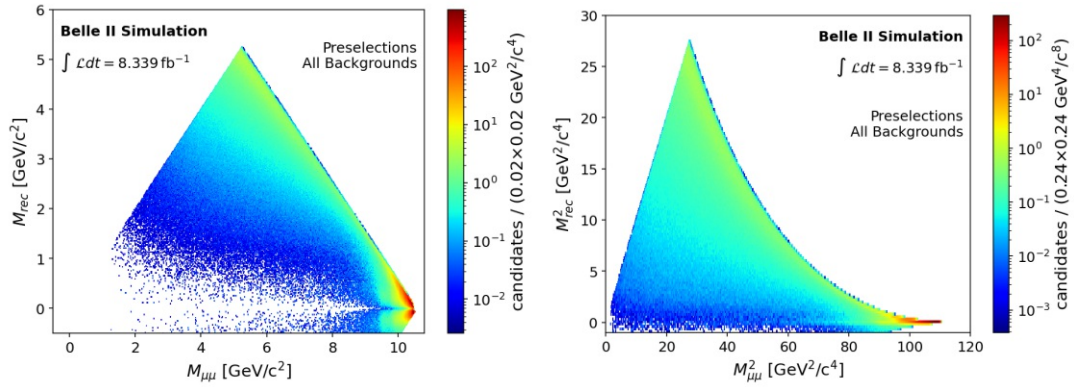 Belle II Simulation
∫ ℒdt = 8.339 fb⁻¹
Preselections
All Backgrounds
M_rec [GeV/c²]
6
5
4
3
2
1
0
0 2 4 6 8 10
M_μμ [GeV/c²]
10²
10¹
10⁰
10⁻¹
10⁻²
candidates / (0.02×0.02 GeV²/c⁴)
Belle II Simulation
∫ ℒdt = 8.339 fb⁻¹
Preselections
All Backgrounds
M²_rec [GeV²/c⁴]
30
25
20
15
10
5
0
0 20 40 60 80 100 120
M²_μμ [GeV²/c⁴]
10²
10¹
10⁰
10⁻¹
10⁻²
10⁻³
candidates / (0.24×0.24 GeV⁴/c⁸)